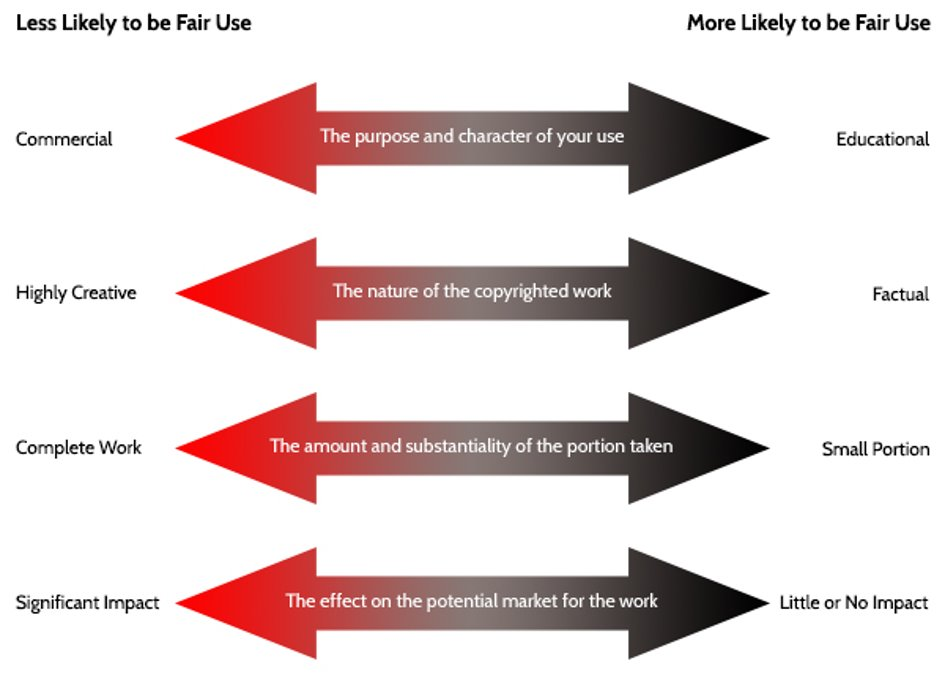 Less Likely to be Fair Use
More Likely to be Fair Use
Commercial
The purpose and character of your use
Educational
Highly Creative
The nature of the copyrighted work
Factual
Complete Work
The amount and substantiality of the portion taken
Small Portion
Significant Impact
The effect on the potential market for the work
Little or No Impact